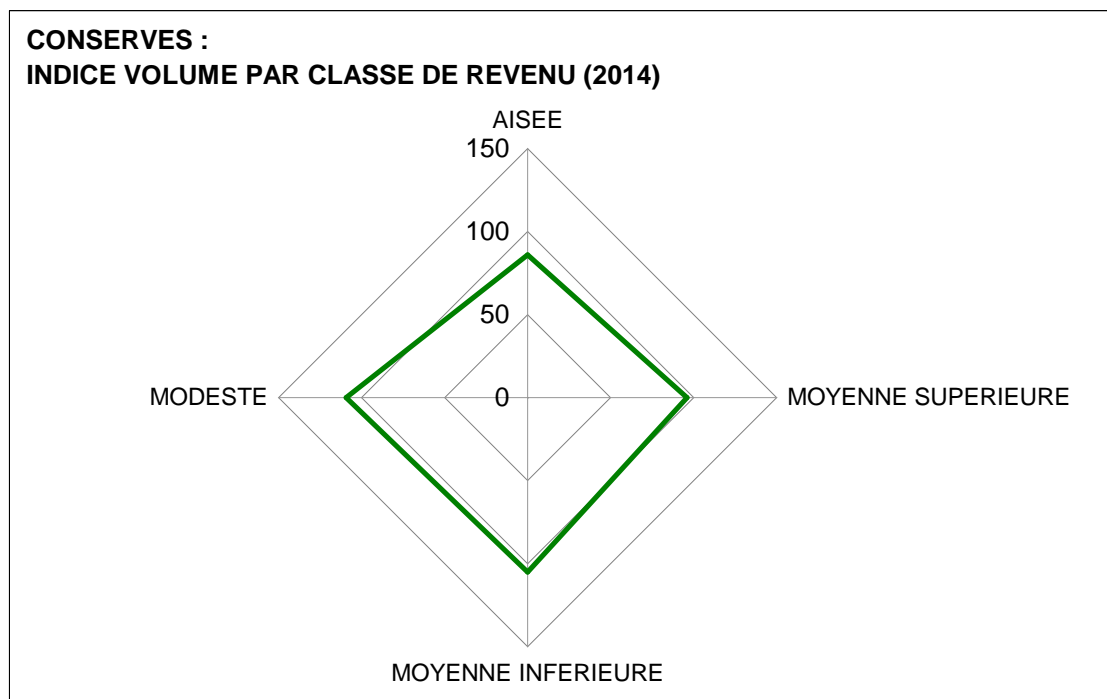 CONSERVES :
INDICE VOLUME PAR CLASSE DE REVENU (2014)
AISEE
150
100
50
0
MODESTE
MOYENNE SUPERIEURE
MOYENNE INFERIEURE